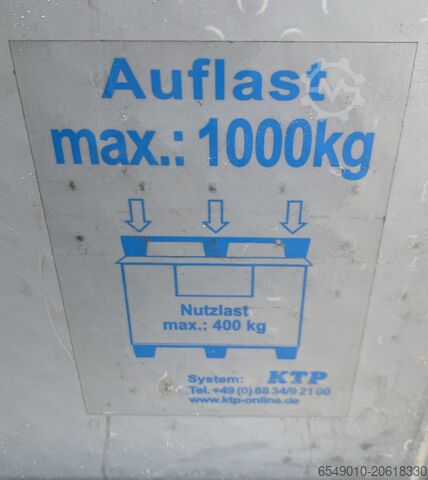 Auflast
max.: 1000kg
Nutzlast
max.: 400 kg
System: KTP
Tel.+49 (0) 68 34/9 21 00
www.ktp-online.de
6549010-20618330